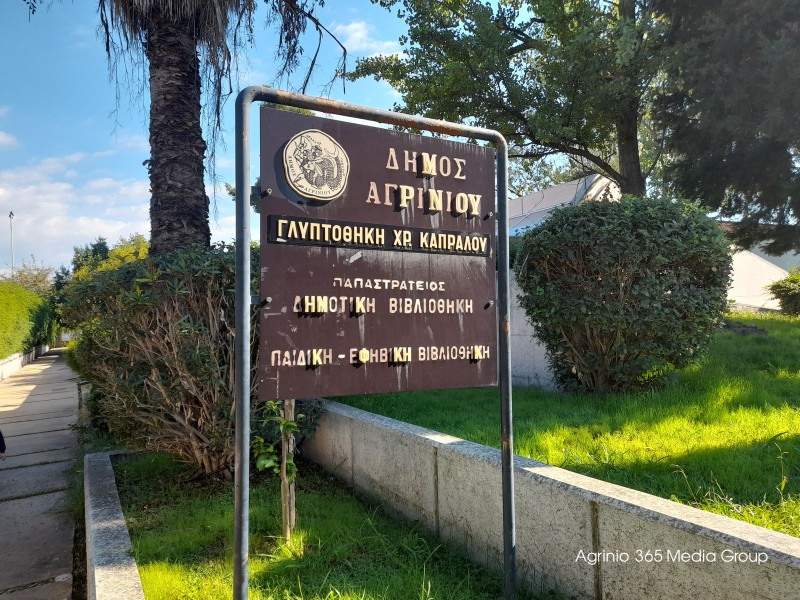 ΔΗΜΟΣ
ΑΓΡΙΝΙΟΥ
ΓΛΥΠΤΟΘΗΚΗ ΧΡ. ΚΑΠΡΑΛΟΥ
ΠΑΠΑΣΤΡΑΤΕΙΟΣ
ΔΗΜΟΤΙΚΗ ΒΙΒΛΙΟΘΗΚΗ
ΠΑΙΔΙΚΗ - ΕΦΗΒΙΚΗ ΒΙΒΛΙΟΘΗΚΗ
Agrinio 365 Media Group